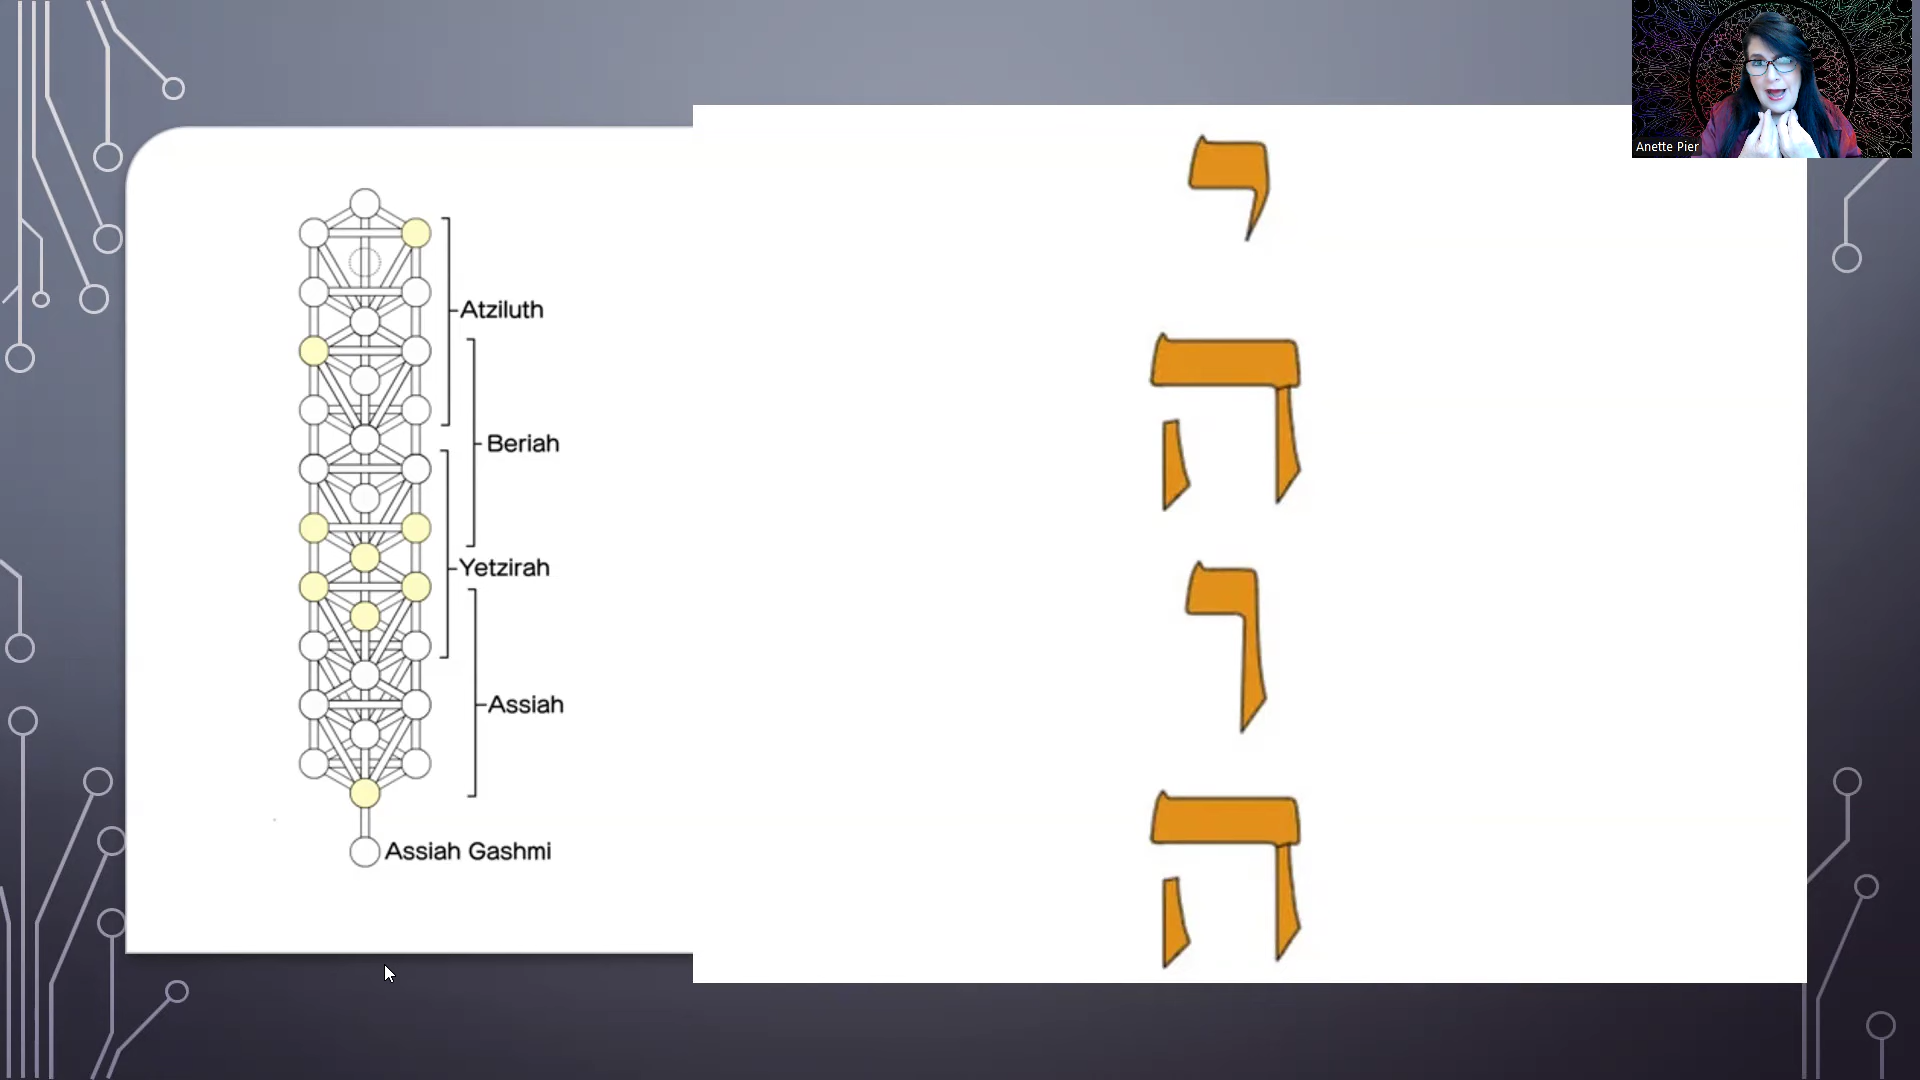 Atziluth
Beriah
Yetzirah
Assiah
Assiah Gashmi
י
ה
ו
ה
Anette Pier